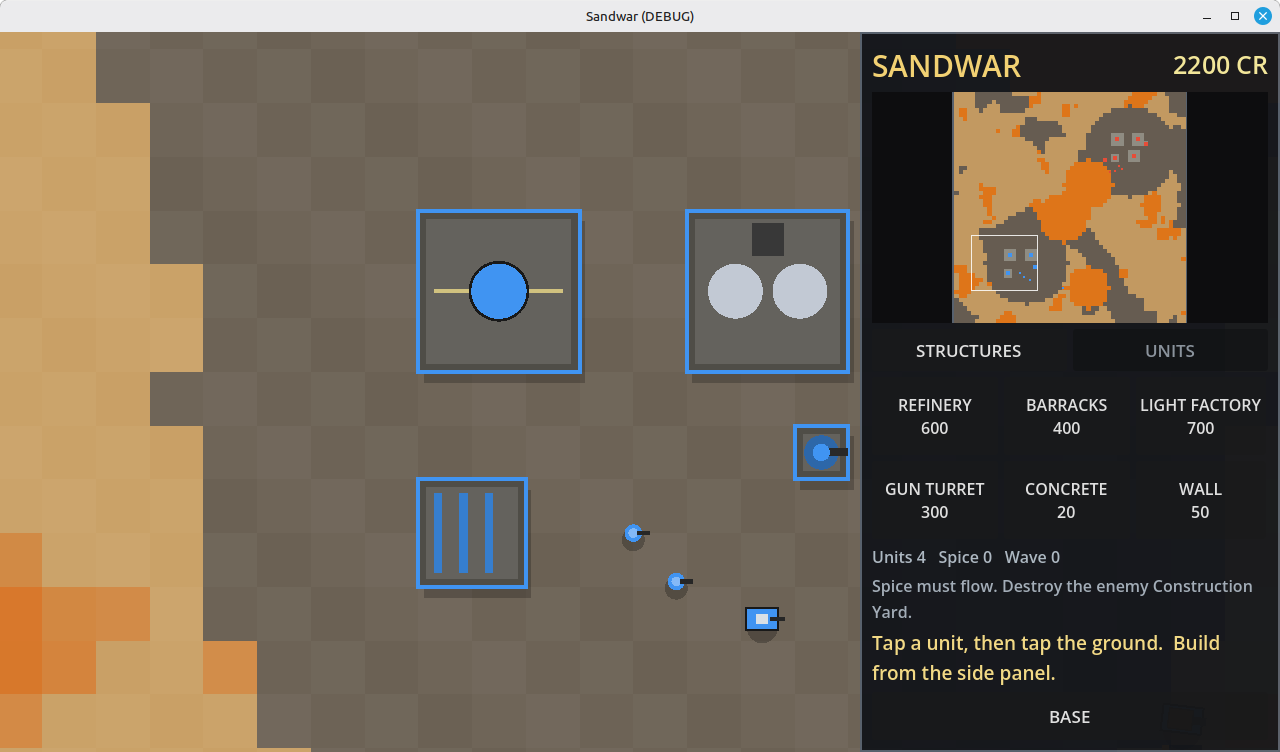 Sandwar (DEBUG)
SANDWAR
2200 CR
STRUCTURES
UNITS
REFINERY
600
BARRACKS
400
LIGHT FACTORY
700
GUN TURRET
300
CONCRETE
20
WALL
50
Units 4 Spice 0 Wave 0
Spice must flow. Destroy the enemy Construction
Yard.
Tap a unit, then tap the ground. Build
from the side panel.
BASE